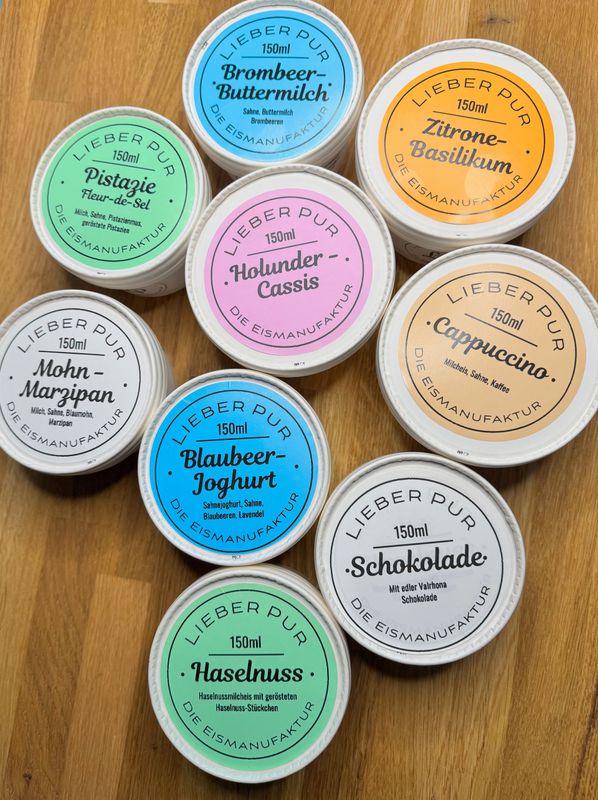 LIEBER PUR
150ml
Brombeer-
Buttermilch
Sahne, Buttermilch
Brombeeren
DIE EISMANUFAKTUR
LIEBER PUR
150ml
Zitrone-
Basilikum
DIE EISMANUFAKTUR
LIEBER PUR
150ml
Pistazie
Fleur-de-Sel
Milch, Sahne, Pistazienmus,
geröstete Pistazien
DIE EISMANUFAKTUR
LIEBER PUR
150ml
Holunder-
Cassis
DIE EISMANUFAKTUR
LIEBER PUR
150ml
Cappuccino
Milcheis, Sahne, Kaffee
DIE EISMANUFAKTUR
LIEBER PUR
150ml
Mohn-
Marzipan
Milch, Sahne, Blaumohn,
Marzipan
DIE EISMANUFAKTUR
LIEBER PUR
150ml
Blaubeer-
Joghurt
Sahnejoghurt, Sahne,
Blaubeeren, Lavendel
DIE EISMANUFAKTUR
LIEBER PUR
150ml
Schokolade
Mit edler Valrhona
Schokolade
DIE EISMANUFAKTUR
LIEBER PUR
150ml
Haselnuss
Haselnussmilcheis mit gerösteten
Haselnuss-Stückchen
DIE EISMANUFAKTUR